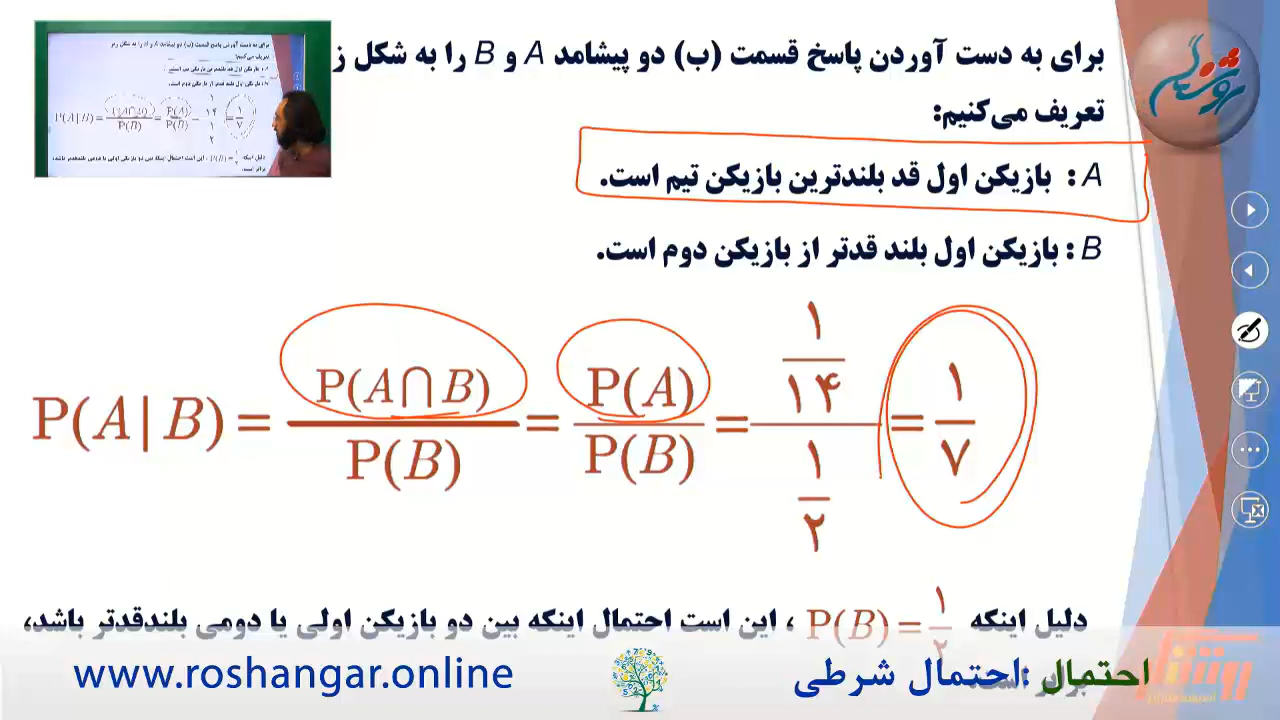 برای به دست آوردن پاسخ قسمت (ب) دو پیشامد A و B را به شکل ز
تعریف می‌کنیم:
A : بازیکن اول قد بلندترین بازیکن تیم است.
B : بازیکن اول بلند قدتر از بازیکن دوم است.
P(A|B) = P(A∩B)/P(B) = P(A)/P(B) = (۱/۱۴)/(۱/۲) = ۱/۷
دلیل اینکه P(B) = ۱/۲ ، این است احتمال اینکه بین دو بازیکن اولی یا دومی بلندقدتر باشد،
احتمال : احتمال شرطی
www.roshangar.online
روشنگر